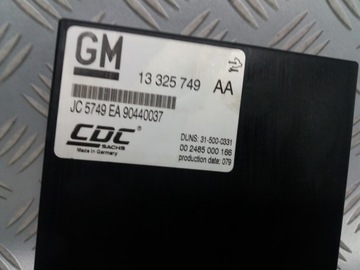 GM
13 325 749 AA
JC 5749 EA 90440037
CDC
SACHS
Made in Germany
DUNS: 31-500-0331
00 2485 000 166
production date: 079